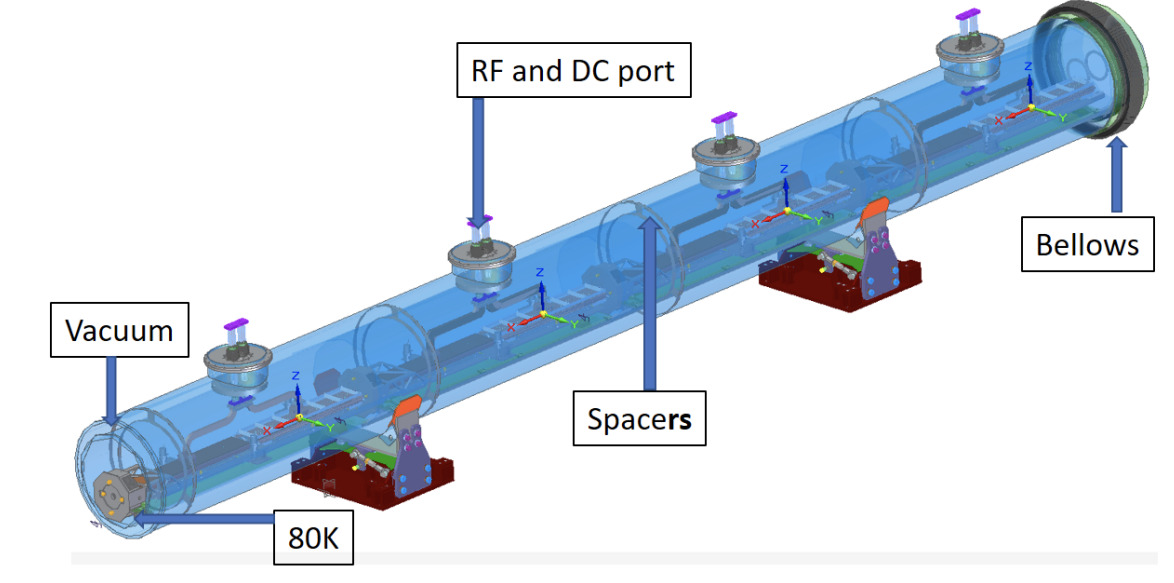 RF and DC port
Z
X
Y
Z
X
Y
Bellows
Z
X
Y
Vacuum
Z
X
Y
Spacers
80K